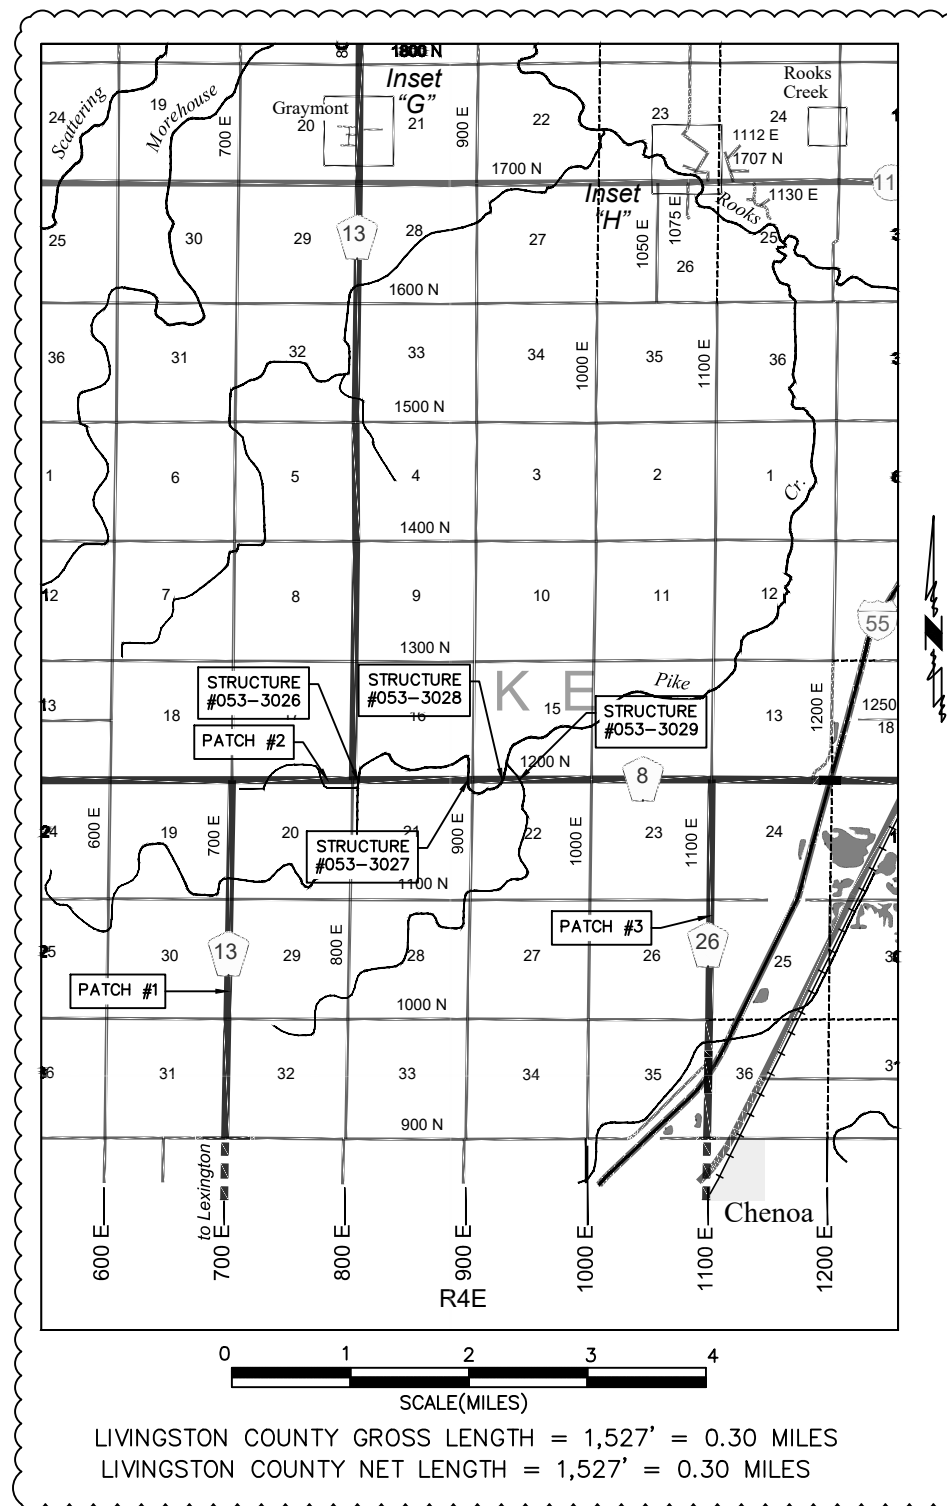 1800 N
Inset
"G"
Rooks
Creek
Scattering
Morehouse
24
19
Graymont
20
21
22
23
24
700 E
900 E
1112 E
1707 N
1700 N
11
Inset
"H"
1130 E
Rooks
25
30
29
13
28
27
1050 E
1075 E
25
26
1600 N
36
31
32
33
34
1000 E
35
1100 E
36
1500 N
1
6
5
4
3
2
1
Cr.
1400 N
12
7
8
9
10
11
12
55
1300 N
STRUCTURE
#053-3026
STRUCTURE
#053-3028
K E
Pike
STRUCTURE
#053-3029
13
18
16
15
13
1200 E
1250
18
PATCH #2
1200 N
8
24
600 E
19
700 E
20
21
900 E
22
1000 E
23
1100 E
24
STRUCTURE
#053-3027
1100 N
PATCH #3
25
30
13
29
800 E
28
27
26
26
25
PATCH #1
1000 N
36
31
32
33
34
35
36
31
900 N
to Lexington
Chenoa
600 E
700 E
800 E
900 E
1000 E
1100 E
1200 E
R4E
N
0 1 2 3 4
SCALE(MILES)
LIVINGSTON COUNTY GROSS LENGTH = 1,527' = 0.30 MILES
LIVINGSTON COUNTY NET LENGTH = 1,527' = 0.30 MILES